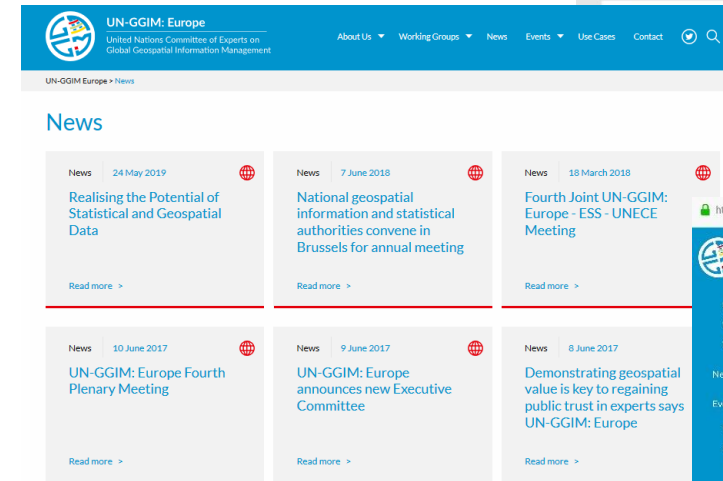 UN-GGIM: Europe
United Nations Committee of Experts on
Global Geospatial Information Management
About Us Working Groups News Events Use Cases Contact
UN-GGIM Europe > News
News
News 24 May 2019
Realising the Potential of
Statistical and Geospatial
Data
Read more >
News 7 June 2018
National geospatial
information and statistical
authorities convene in
Brussels for annual meeting
Read more >
News 18 March 2018
Fourth Joint UN-GGIM:
Europe - ESS - UNECE
Meeting
Read more >
News 10 June 2017
UN-GGIM: Europe Fourth
Plenary Meeting
Read more >
News 9 June 2017
UN-GGIM: Europe
announces new Executive
Committee
Read more >
News 8 June 2017
Demonstrating geospatial
value is key to regaining
public trust in experts says
UN-GGIM: Europe
Read more >